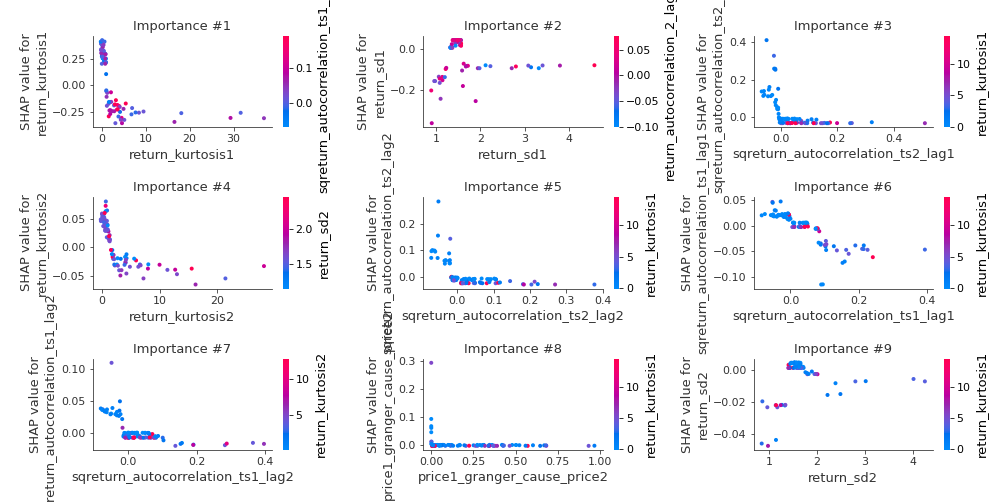 Importance #1
SHAP value for
return_kurtosis1
0.25
0.00
−0.25
0
10
20
30
return_kurtosis1
0.1
0.0
sqreturn_autocorrelation_ts1_
Importance #2
SHAP value for
return_sd1
0.0
−0.2
1
2
3
4
return_sd1
0.05
0.00
−0.05
−0.10
return_autocorrelation_2_lag
Importance #3
SHAP value for
sqreturn_autocorrelation_ts2_
0.4
0.2
0.0
0.0
0.2
0.4
sqreturn_autocorrelation_ts2_lag1
10
5
0
return_kurtosis1
Importance #4
SHAP value for
return_kurtosis2
0.05
0.00
−0.05
0
10
20
return_kurtosis2
2.0
1.5
return_sd2
Importance #5
SHAP value for
sqreturn_autocorrelation_ts2_lag2
0.2
0.1
0.0
0.0
0.1
0.2
0.3
0.4
sqreturn_autocorrelation_ts2_lag2
10
5
0
return_kurtosis1
Importance #6
SHAP value for
sqreturn_autocorrelation_ts1_lag1
0.05
0.00
−0.05
−0.10
0.0
0.2
0.4
sqreturn_autocorrelation_ts1_lag1
10
5
0
return_kurtosis1
Importance #7
SHAP value for
return_autocorrelation_ts1_lag2
0.10
0.05
0.00
0.0
0.2
0.4
sqreturn_autocorrelation_ts1_lag2
10
5
return_kurtosis2
Importance #8
SHAP value for
price1_granger_cause_price2
0.3
0.2
0.1
0.0
0.00
0.25
0.50
0.75
1.00
price1_granger_cause_price2
10
5
0
return_kurtosis1
Importance #9
SHAP value for
return_sd2
0.00
−0.02
−0.04
1
2
3
4
return_sd2
10
5
0
return_kurtosis1